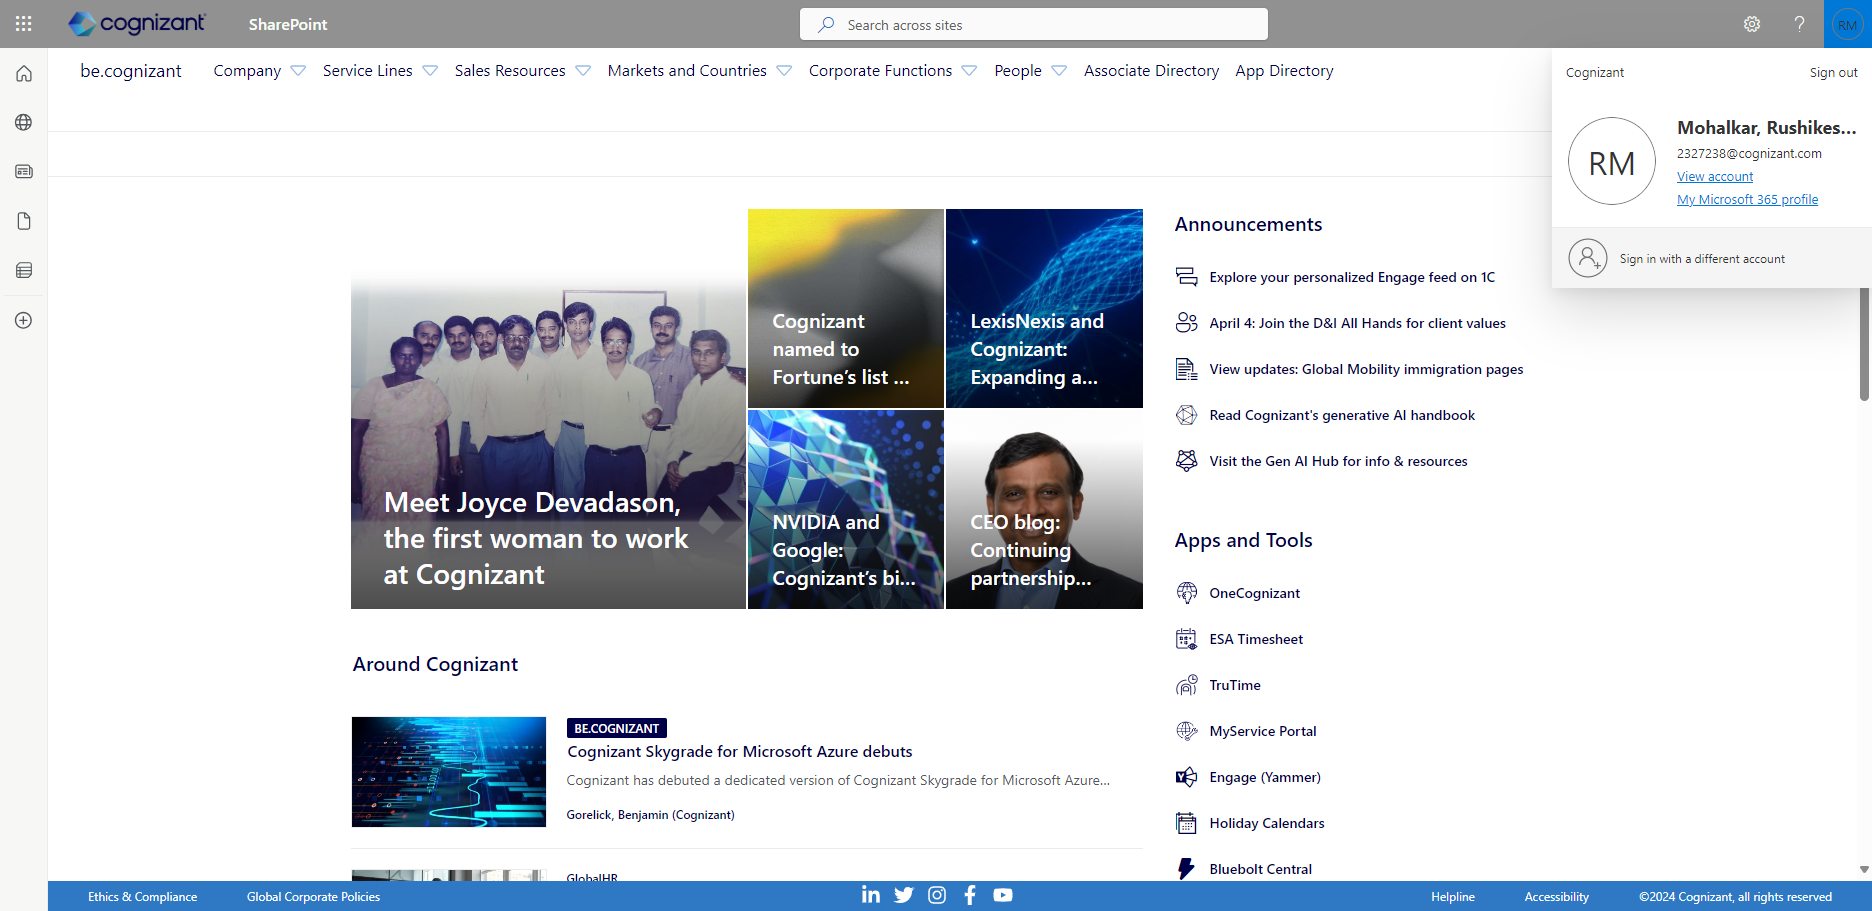 cognizant
SharePoint
Search across sites
?
RM
be.cognizant
Company
Service Lines
Sales Resources
Markets and Countries
Corporate Functions
People
Associate Directory
App Directory
Cognizant
Sign out
RM
Mohalkar, Rushikes...
2327238@cognizant.com
View account
My Microsoft 365 profile
Sign in with a different account
Meet Joyce Devadason,
the first woman to work
at Cognizant
Cognizant
named to
Fortune’s list ...
LexisNexis and
Cognizant:
Expanding a...
NVIDIA and
Google:
Cognizant’s bi...
CEO blog:
Continuing
partnership...
Announcements
Explore your personalized Engage feed on 1C
April 4: Join the D&I All Hands for client values
View updates: Global Mobility immigration pages
Read Cognizant's generative AI handbook
Visit the Gen AI Hub for info & resources
Apps and Tools
OneCognizant
ESA Timesheet
TruTime
MyService Portal
Engage (Yammer)
Holiday Calendars
Bluebolt Central
Around Cognizant
BE.COGNIZANT
Cognizant Skygrade for Microsoft Azure debuts
Cognizant has debuted a dedicated version of Cognizant Skygrade for Microsoft Azure...
Gorelick, Benjamin (Cognizant)
GlobalHR
Ethics & Compliance
Global Corporate Policies
Helpline
Accessibility
©2024 Cognizant, all rights reserved